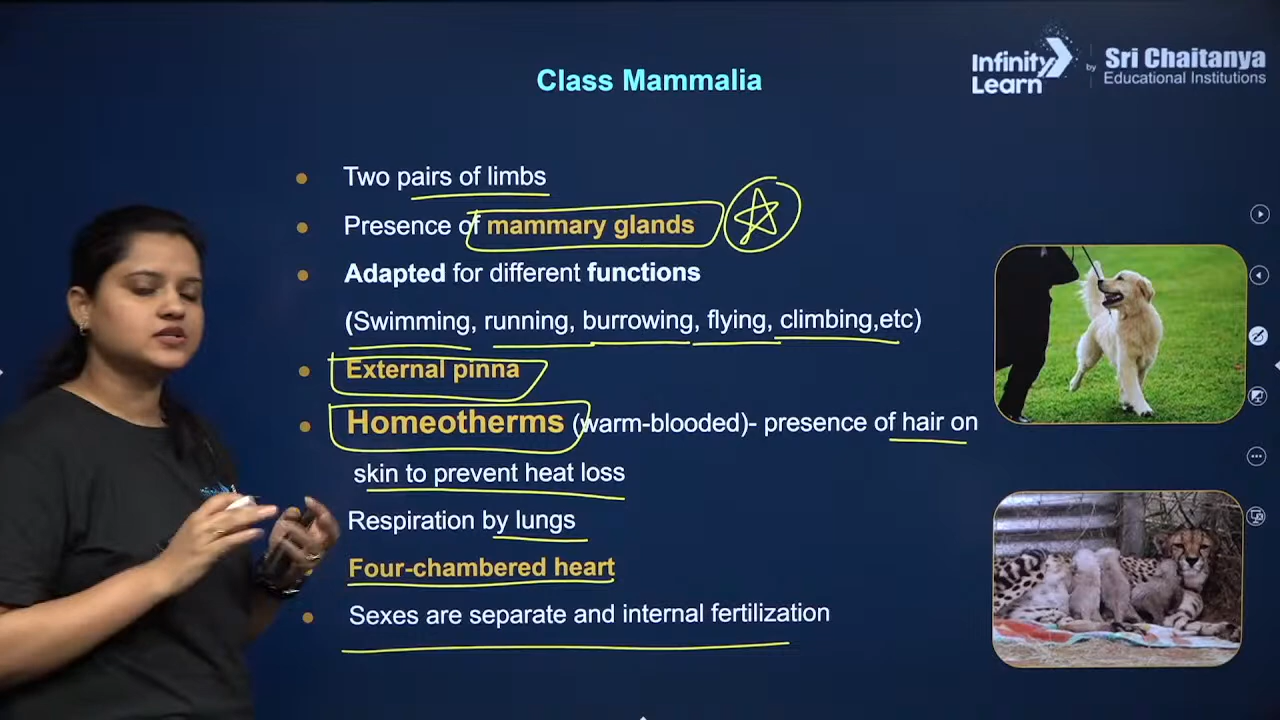 Class Mammalia
Infinity Learn
by
Sri Chaitanya
Educational Institutions
Two pairs of limbs
Presence of mammary glands
Adapted for different functions
(Swimming, running, burrowing, flying, climbing,etc)
External pinna
Homeotherms (warm-blooded)- presence of hair on
skin to prevent heat loss
Respiration by lungs
Four-chambered heart
Sexes are separate and internal fertilization